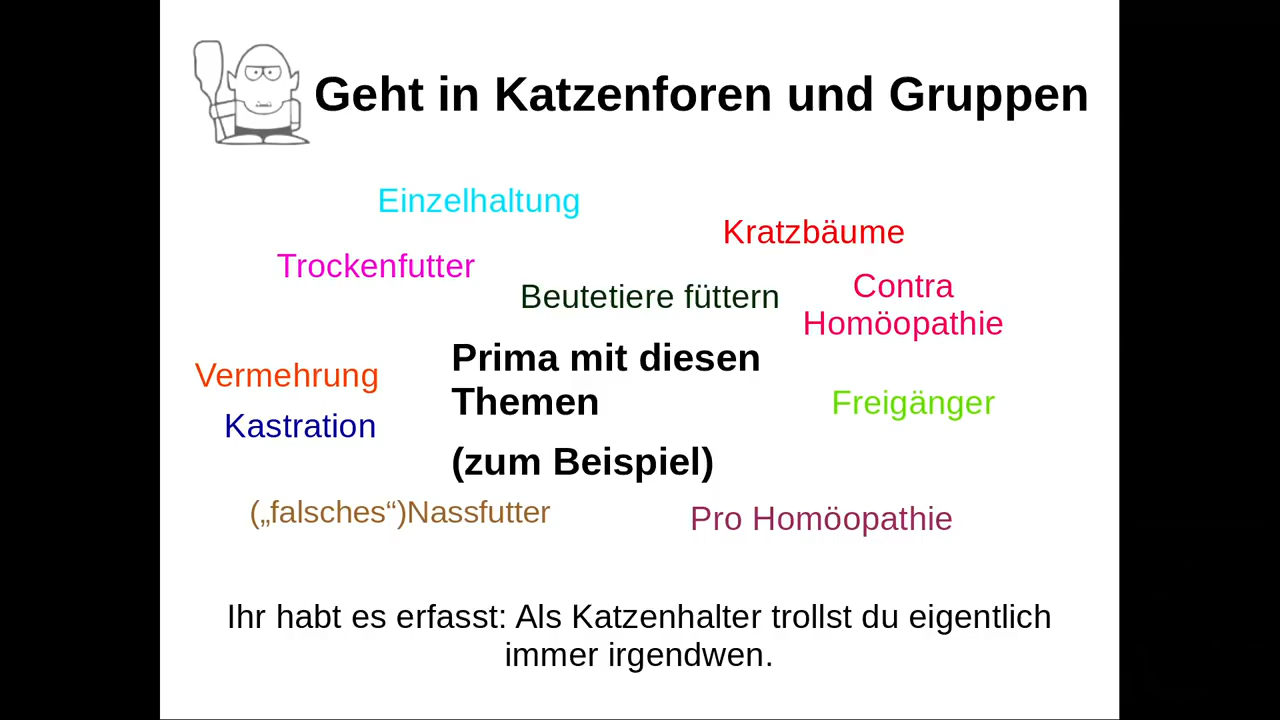 Geht in Katzenforen und Gruppen
Einzelhaltung
Kratzbäume
Trockenfutter
Beutetiere füttern
Contra
Homöopathie
Prima mit diesen
Themen
(zum Beispiel)
Vermehrung
Freigänger
Kastration
(„falsches“)Nassfutter
Pro Homöopathie
Ihr habt es erfasst: Als Katzenhalter trollst du eigentlich
immer irgendwen.